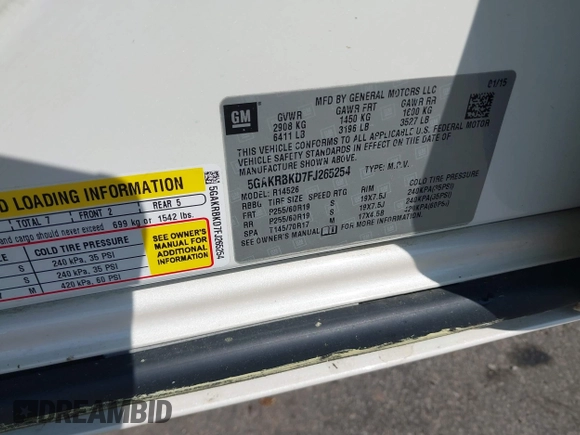 D LOADING INFORMATION
TOTAL 7 FRONT 2 REAR 5
and cargo should never exceed 699 kg or 1542 lbs.
COLD TIRE PRESSURE
S 240 kPa, 35 PSI
S 240 kPa, 35 PSI
M 420 kPa, 60 PSI
SEE OWNER'S
MANUAL FOR
ADDITIONAL
INFORMATION
5GAKRBKD7FJ265254
GM
MFD BY GENERAL MOTORS LLC 01/15
GVWR GAWR FRT GAWR RR
2908 KG 1450 KG 1600 KG
6411 LB 3196 LB 3527 LB
THIS VEHICLE CONFORMS TO ALL APPLICABLE U.S. FEDERAL MOTOR
VEHICLE SAFETY STANDARDS IN EFFECT ON THE DATE OF
MANUFACTURE SHOWN ABOVE.
5GAKRBKD7FJ265254 TYPE: M.P.V.
MODEL: R14526
TIRE SIZE SPEED RTG RIM COLD TIRE PRESSURE
FRT P255/60R19 S 19X7.5J 240KPA(35PSI)
RR P255/60R19 S 19X7.5J 240KPA(35PSI)
SPA T145/70R17 M 17X4.5B 420KPA(60PSI)
SEE OWNER'S MANUAL FOR MORE INFORMATION
DREAMBID